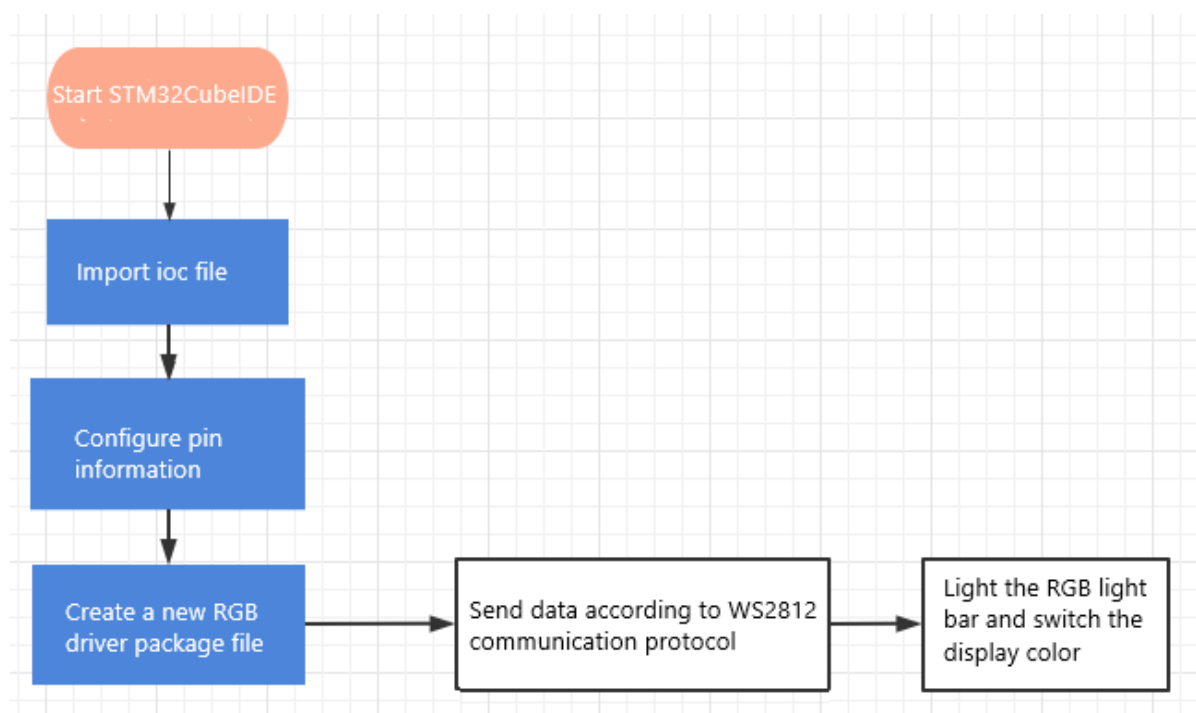 Start STM32CubeIDE
Import ioc file
Configure pin
information
Create a new RGB
driver package file
Send data according to WS2812
communication protocol
Light the RGB light
bar and switch the
display color